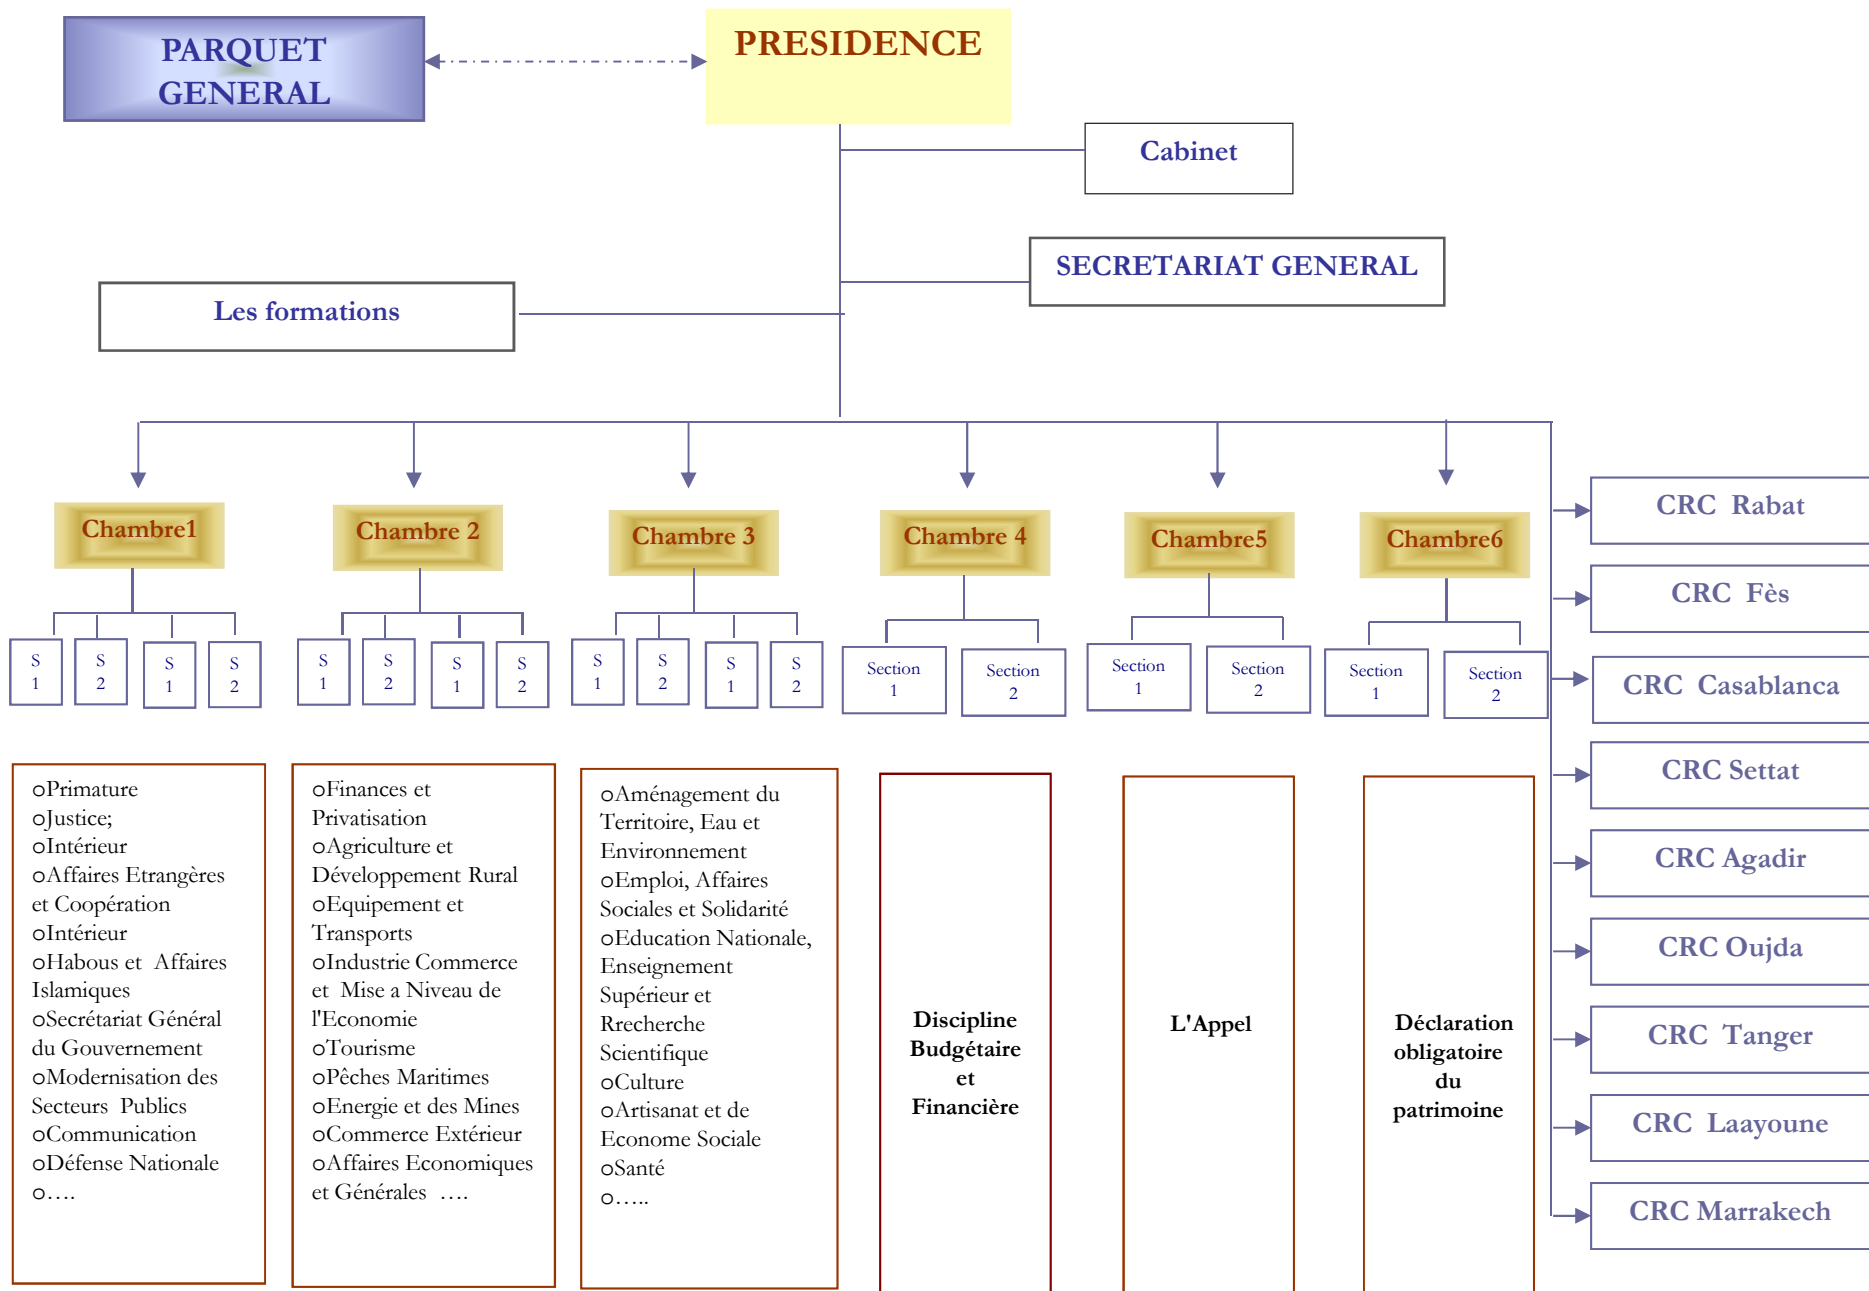 PARQUET
GENERAL
PRESIDENCE
Cabinet
SECRETARIAT GENERAL
Les formations
Chambre1
Chambre 2
Chambre 3
Chambre 4
Chambre5
Chambre6
S
1
S
2
S
1
S
2
S
1
S
2
S
1
S
2
S
1
S
2
S
1
S
2
Section
1
Section
2
Section
1
Section
2
Section
1
Section
2
oPrimature
oJustice;
oIntérieur
oAffaires Etrangères
et Coopération
oIntérieur
oHabous et Affaires
Islamiques
oSecrétariat Général
du Gouvernement
oModernisation des
Secteurs Publics
oCommunication
oDéfense Nationale
o….
oFinances et
Privatisation
oAgriculture et
Développement Rural
oEquipement et
Transports
oIndustrie Commerce
et Mise a Niveau de
l'Economie
oTourisme
oPêches Maritimes
oEnergie et des Mines
oCommerce Extérieur
oAffaires Economiques
et Générales ….
oAménagement du
Territoire, Eau et
Environnement
oEmploi, Affaires
Sociales et Solidarité
oEducation Nationale,
Enseignement
Supérieur et
Rrecherche
Scientifique
oCulture
oArtisanat et de
Econome Sociale
oSanté
o…..
Discipline
Budgétaire
et
Financière
L'Appel
Déclaration
obligatoire
du
patrimoine
CRC Rabat
CRC Fès
CRC Casablanca
CRC Settat
CRC Agadir
CRC Oujda
CRC Tanger
CRC Laayoune
CRC Marrakech